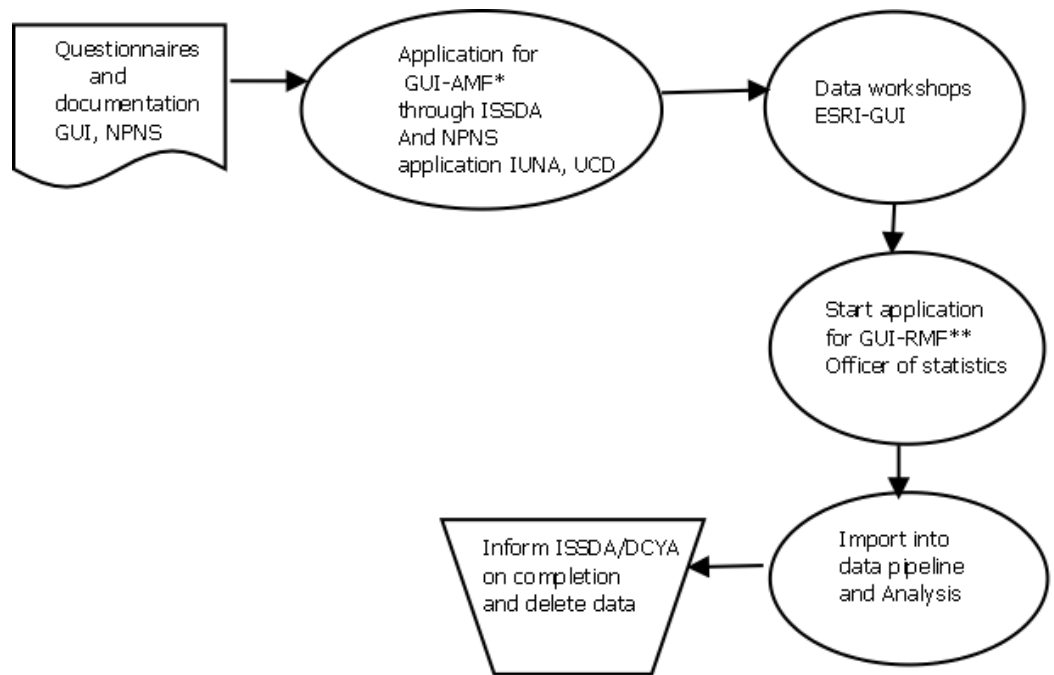 Questionnaires
and
documentation
GUI, NPNS
Application for
GUI-AMF*
through ISSDA
And NPNS
application IUNA, UCD
Data workshops
ESRI-GUI
Start application
for GUI-RMF**
Officer of statistics
Import into
data pipeline
and Analysis
Inform ISSDA/DCYA
on completion
and delete data